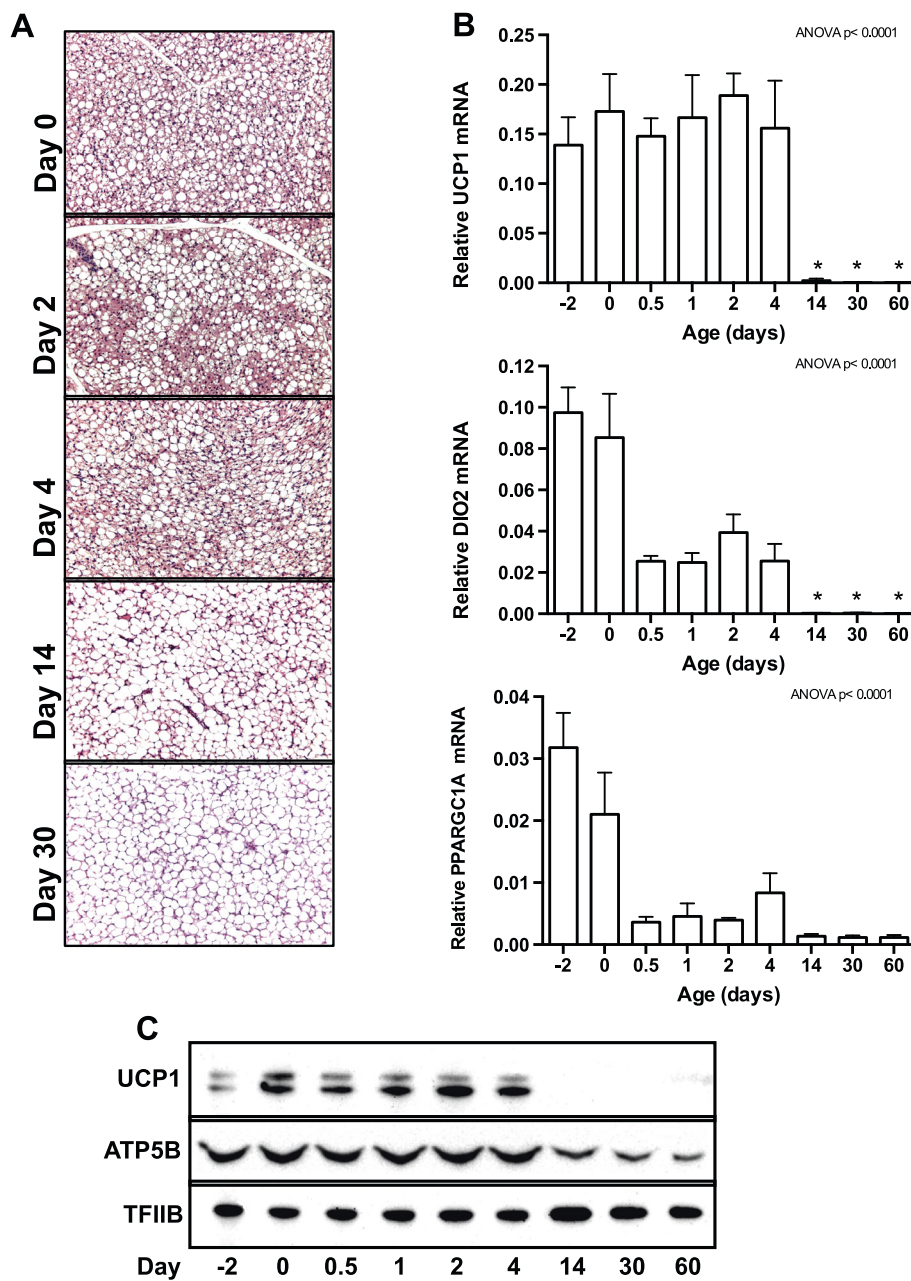 A
Day 0
Day 2
Day 4
Day 14
Day 30
B
ANOVA p< 0.0001
Relative UCP1 mRNA
0.25
0.20
0.15
0.10
0.05
0.00
* * *
-2 0 0.5 1 2 4 14 30 60
Age (days)
ANOVA p< 0.0001
Relative DIO2 mRNA
0.12
0.10
0.08
0.06
0.04
0.02
0.00
* * *
-2 0 0.5 1 2 4 14 30 60
Age (days)
ANOVA p< 0.0001
Relative PPARGC1A mRNA
0.04
0.03
0.02
0.01
0.00
-2 0 0.5 1 2 4 14 30 60
Age (days)
C
UCP1
ATP5B
TFIIB
Day -2 0 0.5 1 2 4 14 30 60